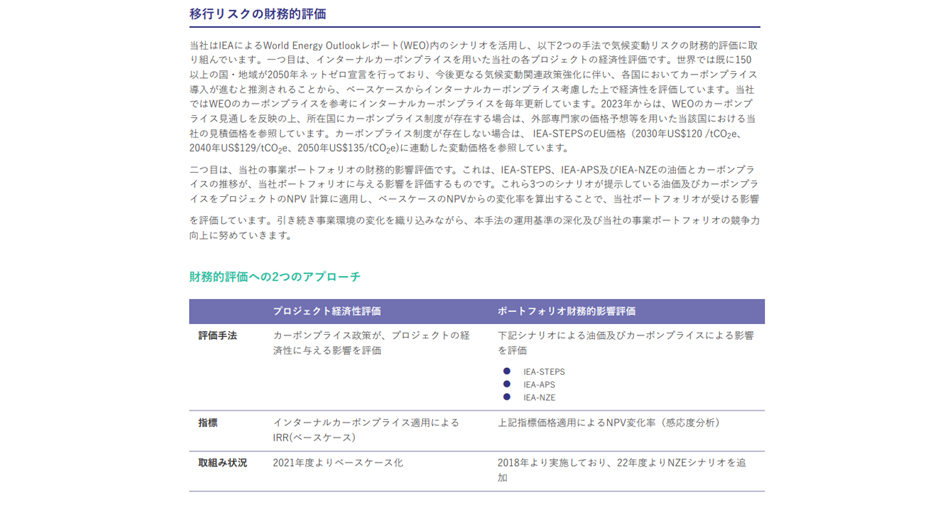 移行リスクの財務的評価
当社はIEAによるWorld Energy Outlookレポート(WEO)内のシナリオを活用し、以下2つの手法で気候変動リスクの財務的評価に取
り組んでいます。一つ目は、インターナルカーボンプライスを用いた当社の各プロジェクトの経済性評価です。世界では既に150
以上の国・地域が2050年ネットゼロ宣言を行っており、今後更なる気候変動関連政策強化に伴い、各国においてカーボンプライス
導入が進むと推測されることから、ベースケースからインターナルカーボンプライス考慮した上で経済性を評価しています。当社
ではWEOのカーボンプライスを参考にインターナルカーボンプライスを毎年更新しています。2023年からは、WEOのカーボンプ
ライス見通しを反映の上、所在国にカーボンプライス制度が存在する場合は、外部専門家の価格予想等を用いた当該国における当
社の見積価格を参照しています。カーボンプライス制度が存在しない場合は、 IEA-STEPSのEU価格（2030年US$120 /tCO2e、
2040年US$129/tCO2e、2050年US$135/tCO2e)に連動した変動価格を参照しています。
二つ目は、当社の事業ポートフォリオの財務的影響評価です。これは、IEA-STEPS、IEA-APS及びIEA-NZEの油価とカーボンプラ
イスの推移が、当社ポートフォリオに与える影響を評価するものです。これら3つのシナリオが提示している油価及びカーボンプラ
イスをプロジェクトのNPV 計算に適用し、ベースケースのNPVからの変化率を算出することで、当社ポートフォリオが受ける影響
を評価しています。引き続き事業環境の変化を織り込みながら、本手法の運用基準の深化及び当社の事業ポートフォリオの競争力
向上に努めていきます。
財務的評価への2つのアプローチ
プロジェクト経済性評価 ポートフォリオ財務的影響評価
評価手法 カーボンプライス政策が、プロジェクトの経 下記シナリオによる油価及びカーボンプライスによる影響
済性に与える影響を評価 を評価
● IEA-STEPS
● IEA-APS
● IEA-NZE
指標 インターナルカーボンプライス適用による 上記指標価格適用によるNPV変化率（感応度分析）
IRR(ベースケース)
取組み状況 2021年度よりベースケース化 2018年より実施しており、22年度よりNZEシナリオを追
加